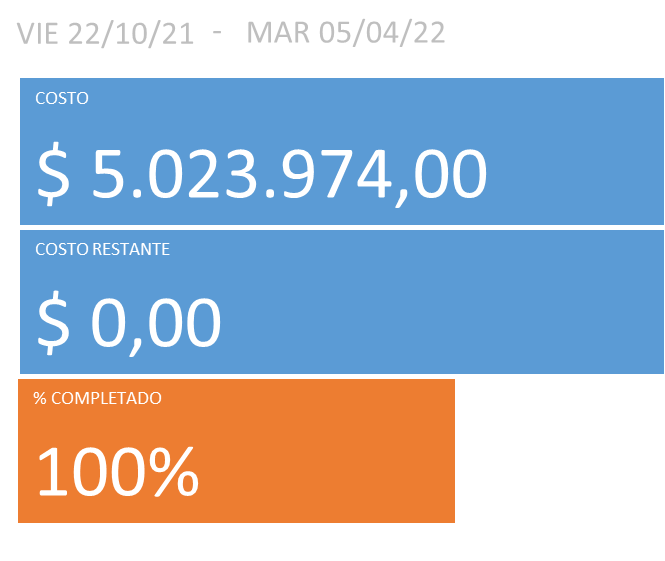 VIE 22/10/21 - MAR 05/04/22
COSTO
$ 5.023.974,00
COSTO RESTANTE
$ 0,00
% COMPLETADO
100%